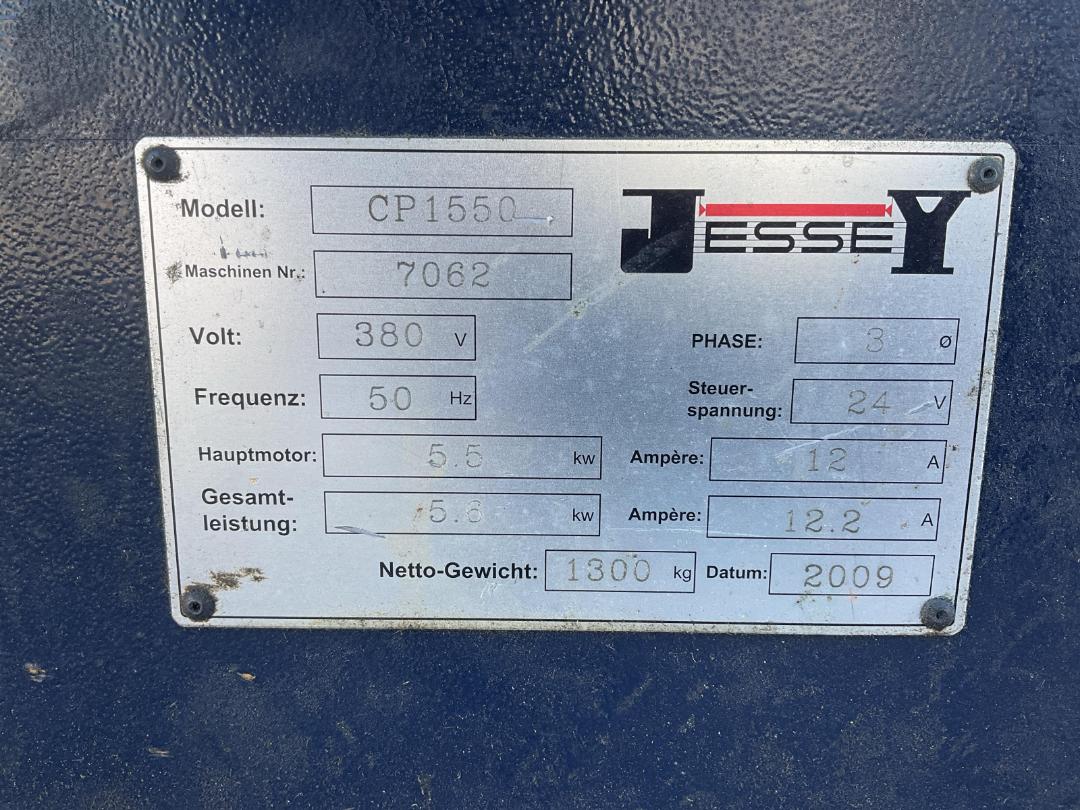 Modell: CP1550
JESSEY
Maschinen Nr.: 7062
Volt: 380 V
PHASE: 3 Ø
Frequenz: 50 Hz
Steuer-
spannung: 24 V
Hauptmotor: 5.5 kw
Ampère: 12 A
Gesamt-
leistung: 5.6 kw
Ampère: 12.2 A
Netto-Gewicht: 1300 kg
Datum: 2009